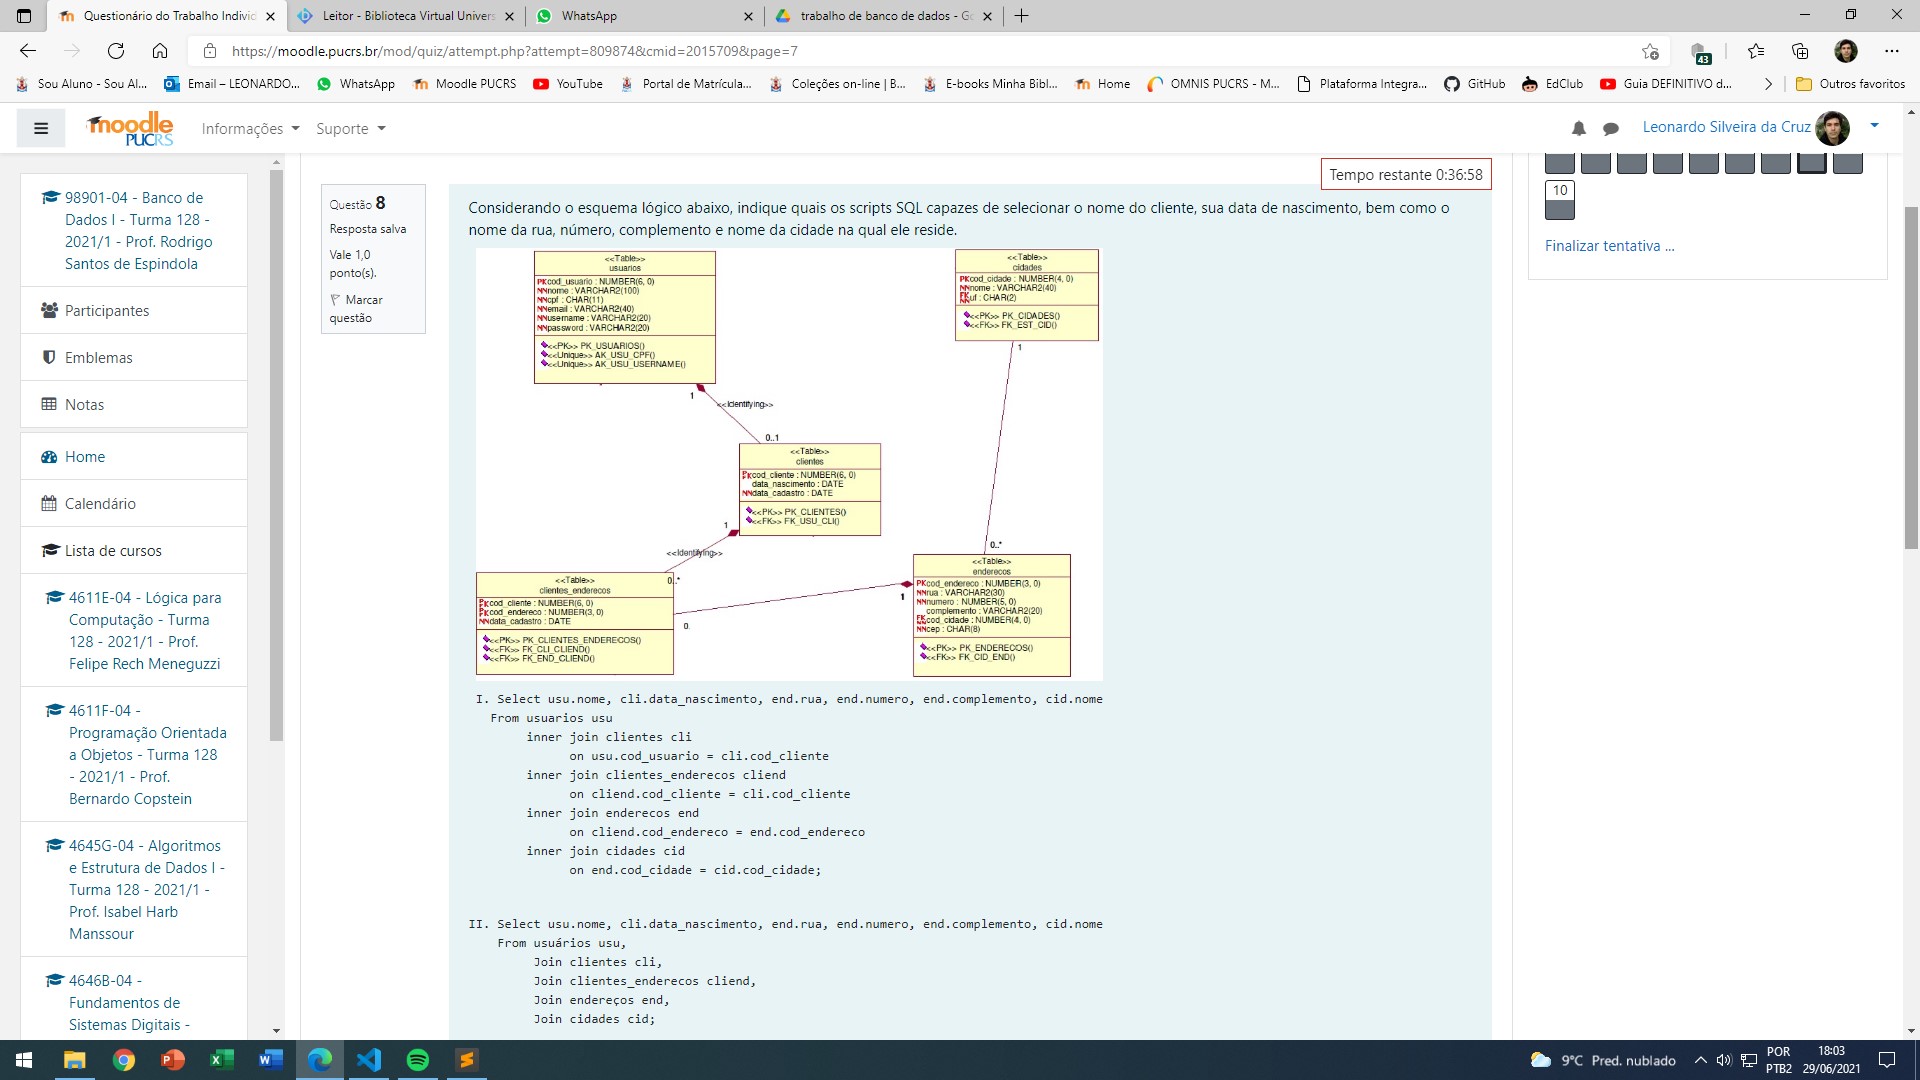 Questionário do Trabalho Individ
Leitor - Biblioteca Virtual Univers
WhatsApp
trabalho de banco de dados - Go
https://moodle.pucrs.br/mod/quiz/attempt.php?attempt=809874&cmid=2015709&page=7
43
Sou Aluno - Sou Al...
Email – LEONARDO...
WhatsApp
Moodle PUCRS
YouTube
Portal de Matrícula...
Coleções on-line | B...
E-books Minha Bibl...
Home
OMNIS PUCRS - M...
Plataforma Integra...
GitHub
EdClub
Guia DEFINITIVO d...
Outros favoritos
moodle
PUCRS
Informações
Suporte
Leonardo Silveira da Cruz
98901-04 - Banco de
Dados I - Turma 128 -
2021/1 - Prof. Rodrigo
Santos de Espindola
Participantes
Emblemas
Notas
Home
Calendário
Lista de cursos
4611E-04 - Lógica para
Computação - Turma
128 - 2021/1 - Prof.
Felipe Rech Meneguzzi
4611F-04 -
Programação Orientada
a Objetos - Turma 128
- 2021/1 - Prof.
Bernardo Copstein
4645G-04 - Algoritmos
e Estrutura de Dados I -
Turma 128 - 2021/1 -
Prof. Isabel Harb
Manssour
4646B-04 -
Fundamentos de
Sistemas Digitais -
Questão 8
Resposta salva
Vale 1,0
ponto(s).
Marcar
questão
Tempo restante 0:36:58
10
Finalizar tentativa ...
Considerando o esquema lógico abaixo, indique quais os scripts SQL capazes de selecionar o nome do cliente, sua data de nascimento, bem como o
nome da rua, número, complemento e nome da cidade na qual ele reside.
<<Table>>
usuarios
PK cod_usuario : NUMBER(6, 0)
NN nome : VARCHAR2(100)
NN cpf : CHAR(11)
NN email : VARCHAR2(40)
NN username : VARCHAR2(20)
NN password : VARCHAR2(20)
<<PK>> PK_USUARIOS()
<<Unique>> AK_USU_CPF()
<<Unique>> AK_USU_USERNAME()
<<Table>>
cidades
PK cod_cidade : NUMBER(4, 0)
NN nome : VARCHAR2(40)
FK NN uf : CHAR(2)
<<PK>> PK_CIDADES()
<<FK>> FK_EST_CID()
1
1
<<Identifying>>
0..1
<<Table>>
clientes
PK cod_cliente : NUMBER(6, 0)
data_nascimento : DATE
NN data_cadastro : DATE
<<PK>> PK_CLIENTES()
<<FK>> FK_USU_CLI()
1
<<Identifying>>
0..*
0..*
<<Table>>
clientes_enderecos
PK cod_cliente : NUMBER(6, 0)
PK cod_endereco : NUMBER(3, 0)
NN data_cadastro : DATE
<<PK>> PK_CLIENTES_ENDERECOS()
<<FK>> FK_CLI_CLIEND()
<<FK>> FK_END_CLIEND()
0.
1
<<Table>>
enderecos
PK cod_endereco : NUMBER(3, 0)
NN rua : VARCHAR2(30)
NN numero : NUMBER(5, 0)
complemento : VARCHAR2(20)
FK NN cod_cidade : NUMBER(4, 0)
NN cep : CHAR(8)
<<PK>> PK_ENDERECOS()
<<FK>> FK_CID_END()
I. Select usu.nome, cli.data_nascimento, end.rua, end.numero, end.complemento, cid.nome
From usuarios usu
inner join clientes cli
on usu.cod_usuario = cli.cod_cliente
inner join clientes_enderecos cliend
on cliend.cod_cliente = cli.cod_cliente
inner join enderecos end
on cliend.cod_endereco = end.cod_endereco
inner join cidades cid
on end.cod_cidade = cid.cod_cidade;
II. Select usu.nome, cli.data_nascimento, end.rua, end.numero, end.complemento, cid.nome
From usuários usu,
Join clientes cli,
Join clientes_enderecos cliend,
Join endereços end,
Join cidades cid;
9°C Pred. nublado
POR
PTB2
18:03
29/06/2021